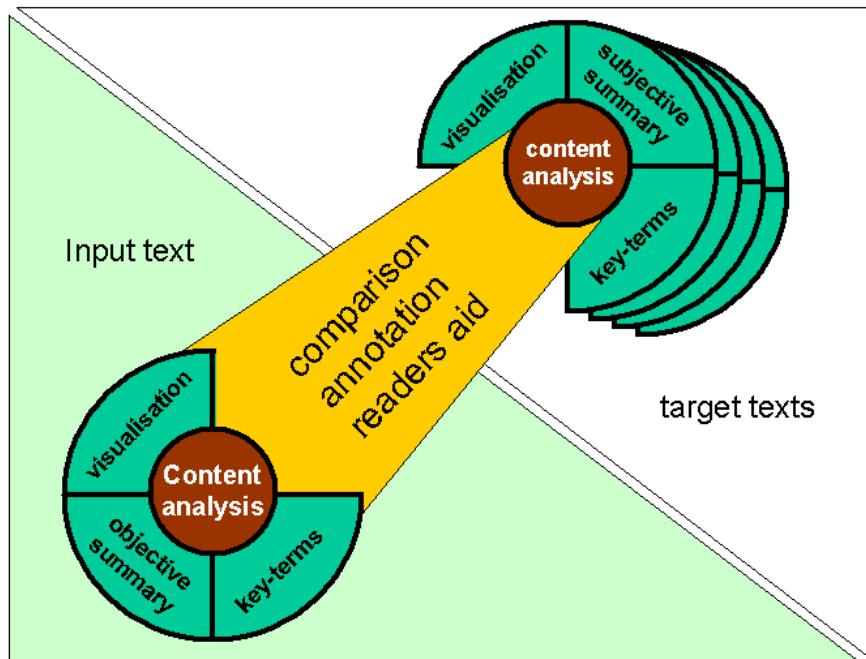 visualisation
subjective
summary
content
analysis
key-terms
Input text
comparison
annotation
readers aid
target texts
visualisation
Content
analysis
objective
summary
key-terms